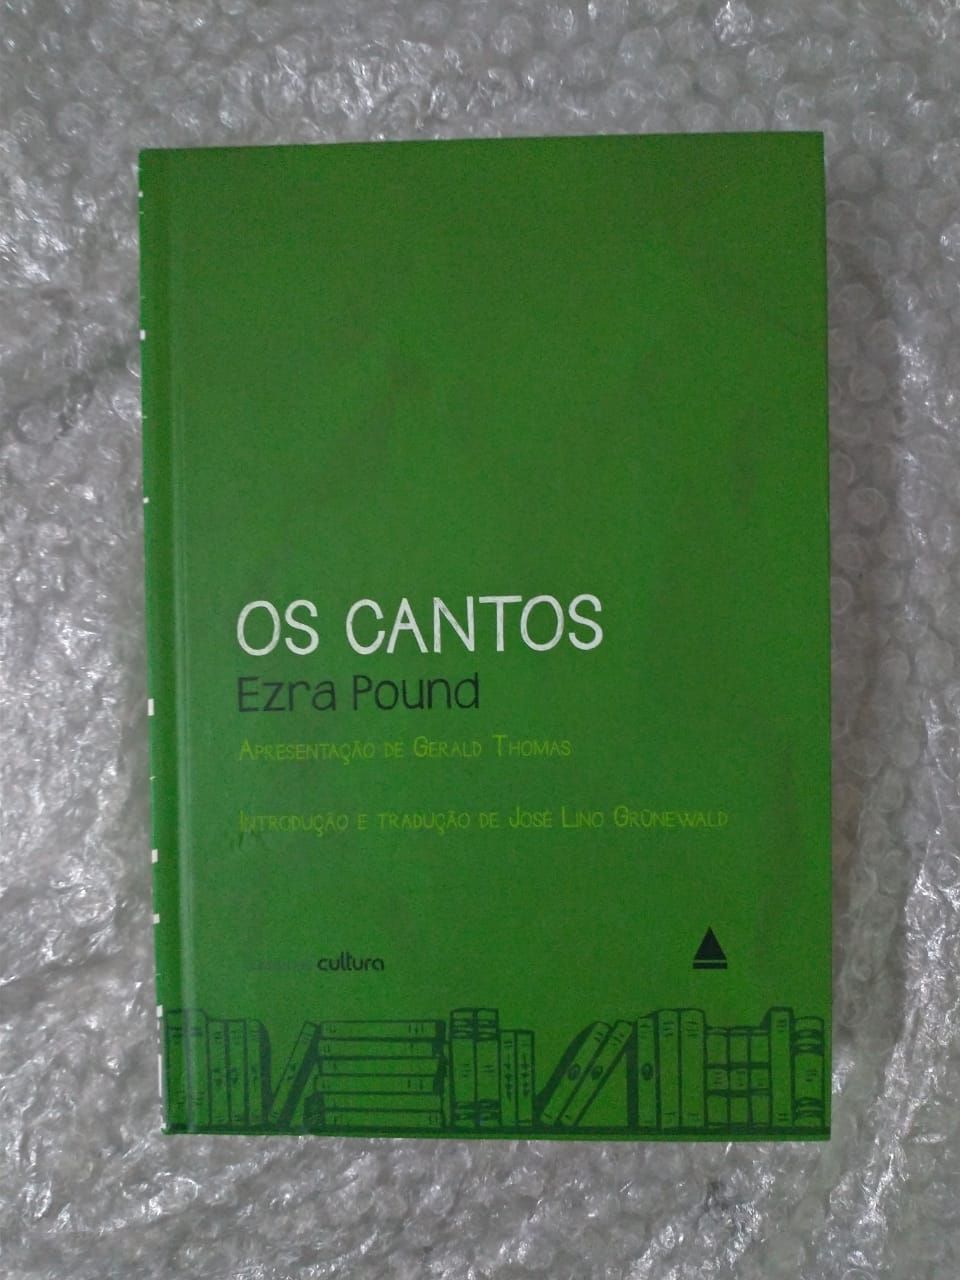 OS CANTOS
Ezra Pound
APRESENTAÇÃO DE GERALD THOMAS
INTRODUÇÃO E TRADUÇÃO DE JOSÉ LINO GRÜNEWALD
cultura